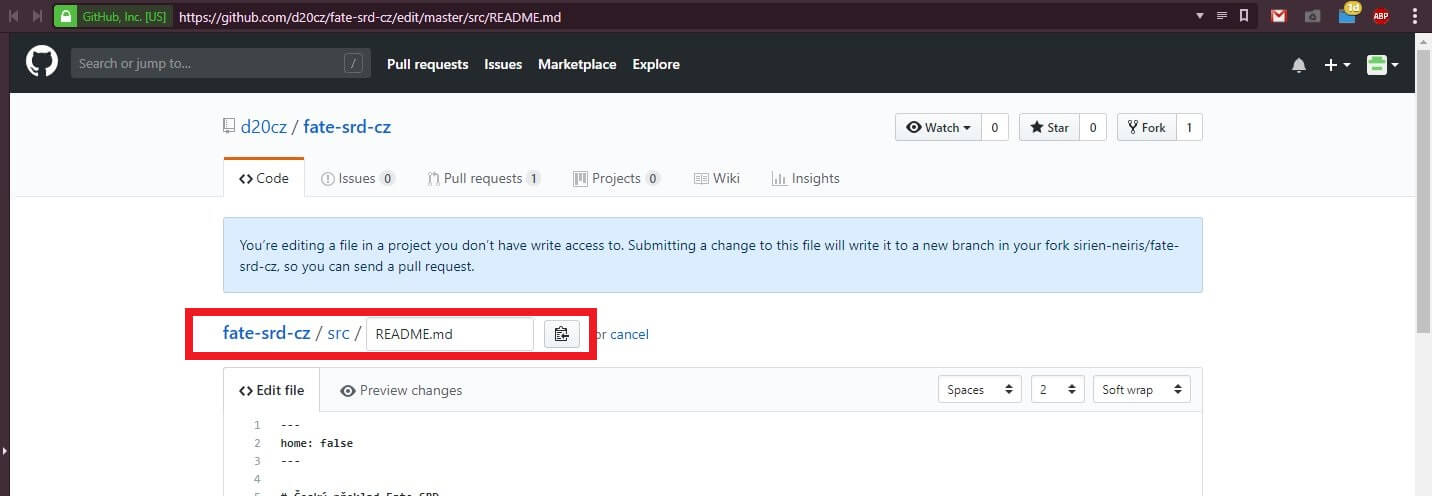 GitHub, Inc. [US] https://github.com/d20cz/fate-srd-cz/edit/master/src/README.md 1d ABP
Search or jump to... / Pull requests Issues Marketplace Explore
d20cz / fate-srd-cz Watch 0 Star 0 Fork 1
Code Issues 0 Pull requests 1 Projects 0 Wiki Insights
You're editing a file in a project you don't have write access to. Submitting a change to this file will write it to a new branch in your fork sirien-neiris/fate-
srd-cz, so you can send a pull request.
fate-srd-cz / src / README.md or cancel
Edit file Preview changes Spaces 2 Soft wrap
1 ---
2 home: false
3 ---
4
5 # Český překlad Fate SRD